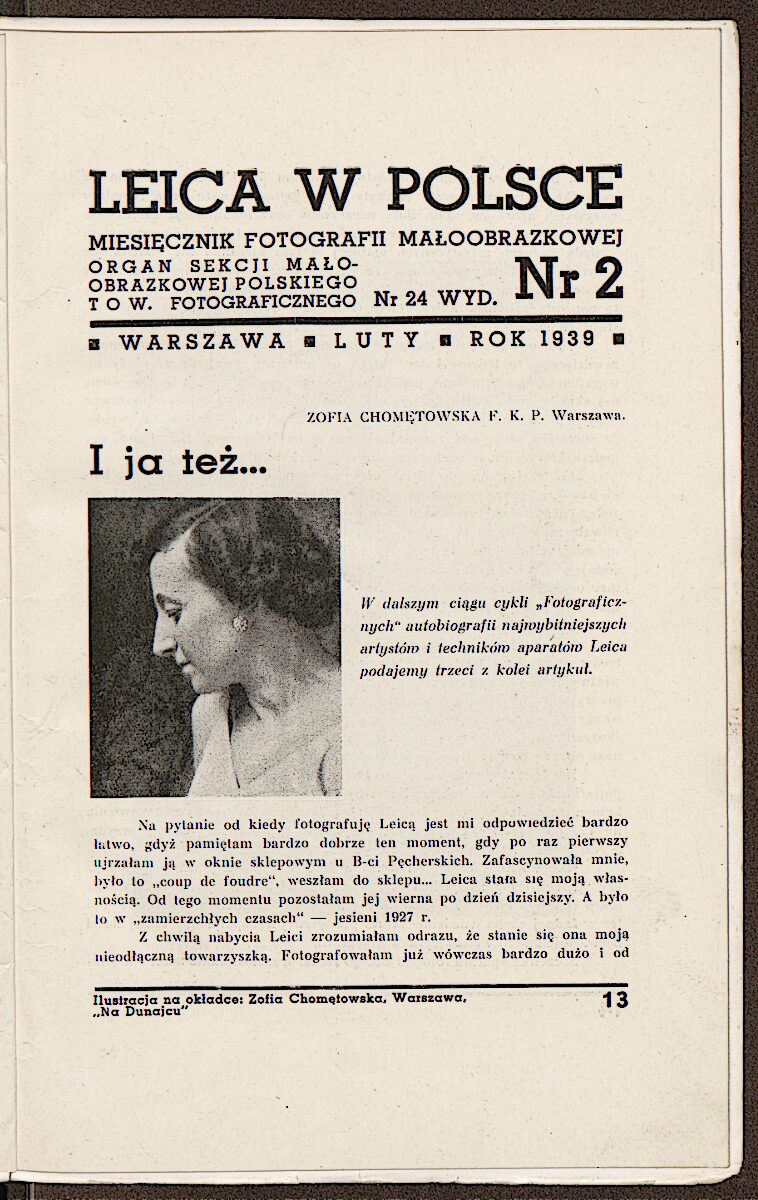 LEICA W POLSCE
MIESIĘCZNIK FOTOGRAFII MAŁOOBRAZKOWEJ
ORGAN SEKCJI MAŁO-
OBRAZKOWEJ POLSKIEGO
TOW. FOTOGRAFICZNEGO
Nr 24 WYD.
Nr 2
WARSZAWA ▪ LUTY ▪ ROK 1939
ZOFIA CHOMĘTOWSKA F. K. P. Warszawa.
I ja też...
W dalszym ciągu cykli „Fotograficz-
nych“ autobiografii najwybitniejszych
artystów i techników aparatów Leica
podajemy trzeci z kolei artykuł.
Na pytanie od kiedy fotografuję Leicą jest mi odpowiedzieć bardzo
łatwo, gdyż pamiętam bardzo dobrze ten moment, gdy po raz pierwszy
ujrzałam ją w oknie sklepowym u B-ci Pęcherskich. Zafascynowała mnie,
było to „coup de foudre“, weszłam do sklepu... Leica stała się moją włas-
nością. Od tego momentu pozostałam jej wierna po dzień dzisiejszy. A było
to w „zamierzchłych czasach“ — jesieni 1927 r.
Z chwilą nabycia Leici zrozumiałam odrazu, że stanie się ona moją
nieodłączną towarzyszką. Fotografowałam już wówczas bardzo dużo i od
Ilustracja na okładce: Zofia Chomętowska, Warszawa,
„Na Dunajcu“
13